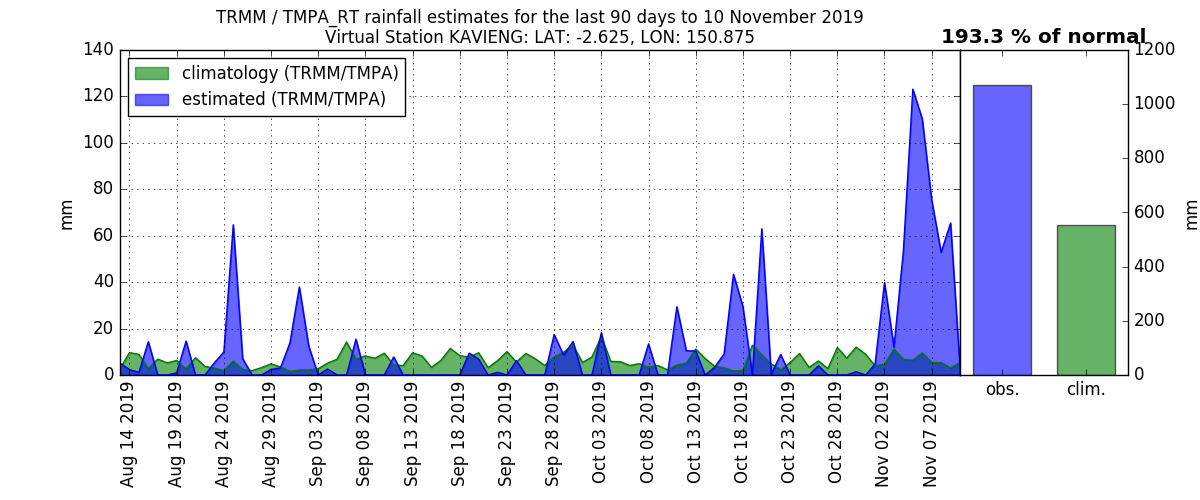 TRMM / TMPA_RT rainfall estimates for the last 90 days to 10 November 2019
Virtual Station KAVIENG: LAT: -2.625, LON: 150.875
193.3 % of normal
climatology (TRMM/TMPA)
estimated (TRMM/TMPA)
mm
140
120
100
80
60
40
20
0
Aug 14 2019
Aug 19 2019
Aug 24 2019
Aug 29 2019
Sep 03 2019
Sep 08 2019
Sep 13 2019
Sep 18 2019
Sep 23 2019
Sep 28 2019
Oct 03 2019
Oct 08 2019
Oct 13 2019
Oct 18 2019
Oct 23 2019
Oct 28 2019
Nov 02 2019
Nov 07 2019
obs.
clim.
1200
1000
800
600
400
200
0
mm